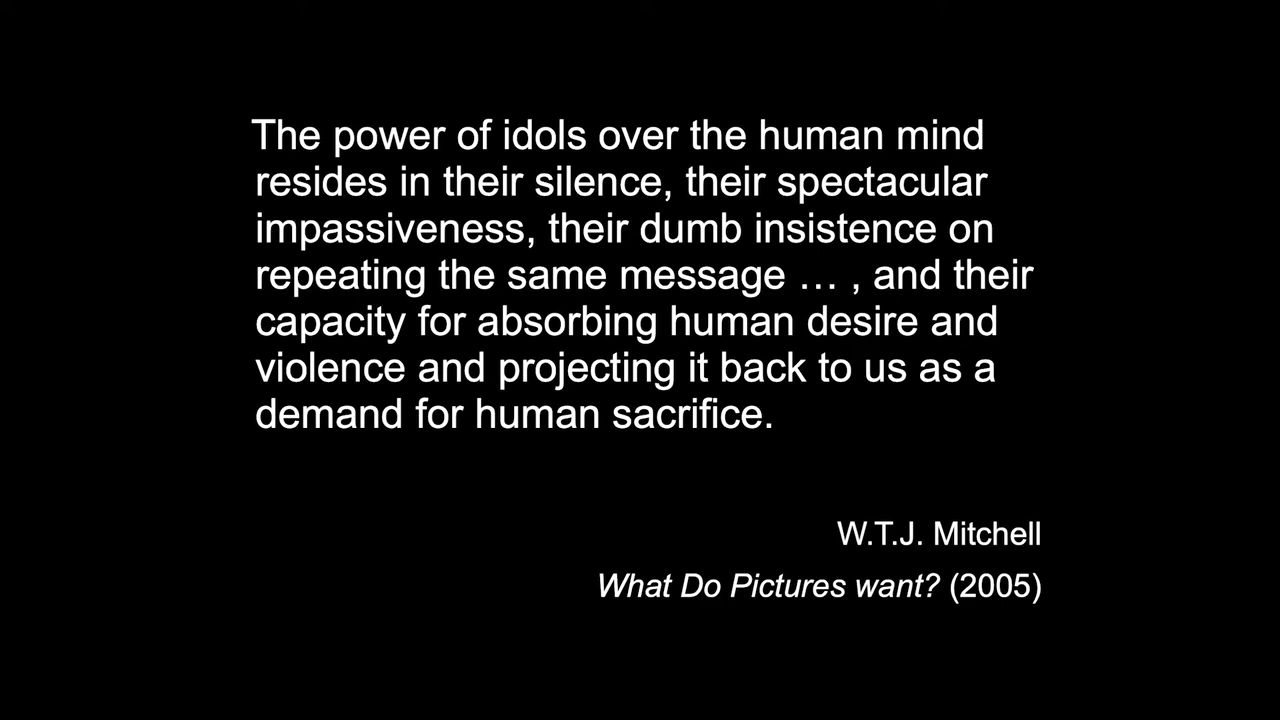 The power of idols over the human mind
resides in their silence, their spectacular
impassiveness, their dumb insistence on
repeating the same message … , and their
capacity for absorbing human desire and
violence and projecting it back to us as a
demand for human sacrifice.
W.T.J. Mitchell
What Do Pictures want? (2005)